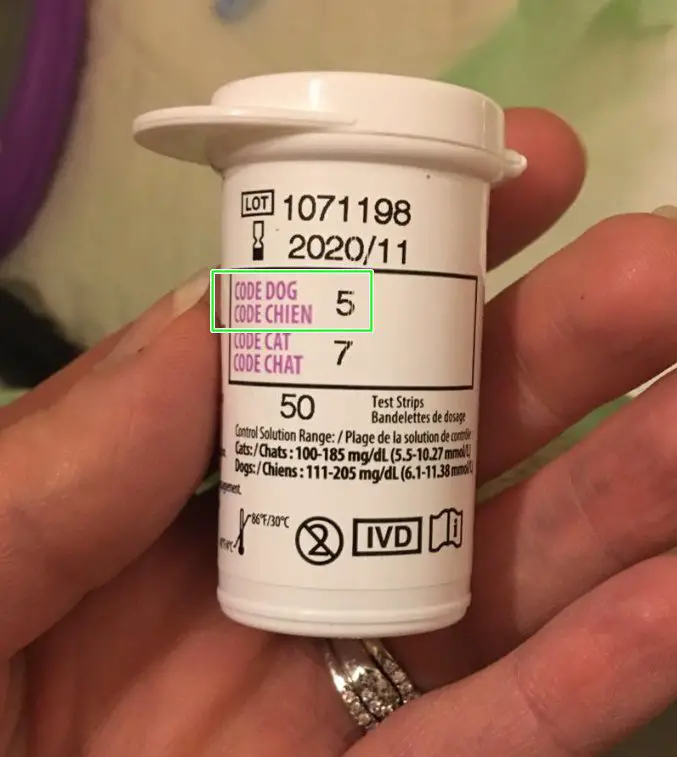 LOT 1071198
2020/11
CODE DOG
CODE CHIEN 5
CODE CAT
CODE CHAT 7
50 Test Strips
Bandelettes de dosage
Control Solution Range: / Plage de la solution de contrôle
Cats: / Chats : 100-185 mg/dL (5.5-10.27 mmol/L)
Dogs: / Chiens : 111-205 mg/dL (6.1-11.38 mmol/L)
86°F/30°C
2
IVD
i